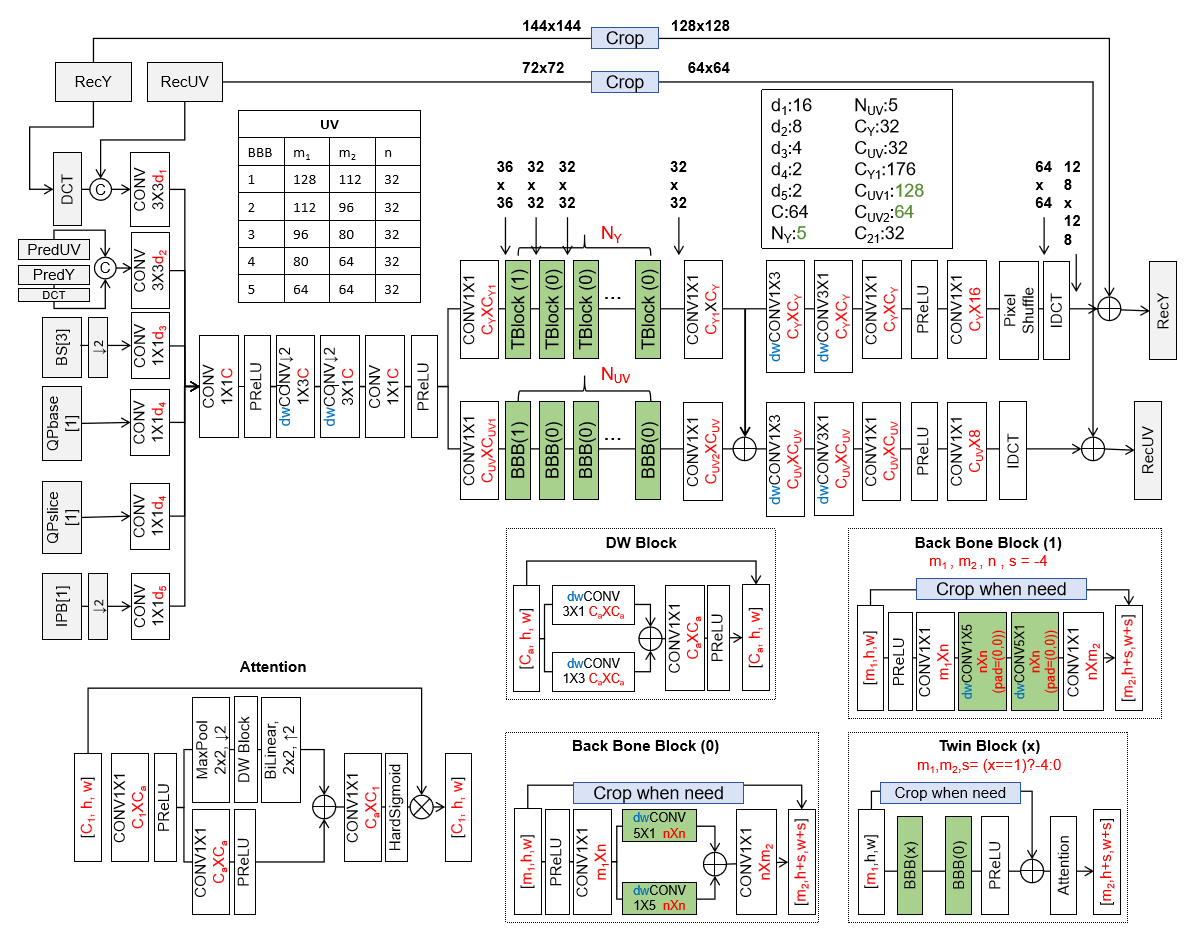 144x144
Crop
128x128
RecY
RecUV
72x72
Crop
64x64
UV
BBB m1 m2 n
1 128 112 32
2 112 96 32
3 96 80 32
4 80 64 32
5 64 64 32
d1:16 NUV:5
d2:8 CY:32
d3:4 CUV:32
d4:2 CY1:176
d5:2 CUV1:128
C:64 CUV2:64
NY:5 C21:32
DCT
C
CONV
3X3d1
PredUV
PredY
DCT
C
CONV
3X3d2
BS[3]
↓2
CONV
1X1d3
QPbase
[1]
CONV
1X1d4
QPslice
[1]
CONV
1X1d4
IPB[1]
↓2
CONV
1X1d5
CONV
1X1C
PReLU
dwCONV↓2
1X3C
dwCONV↓2
3X1C
CONV
1X1C
PReLU
36
x
36
32
x
32
32
x
32
32
x
32
64
x
64
12
8
x
12
8
NY
CONV1X1
CYXCY1
TBlock (1)
TBlock (0)
TBlock (0)
...
TBlock (0)
CONV1X1
CY1XCY
dwCONV1X3
CYXCY
dwCONV3X1
CYXCY
CONV1X1
CYXCY
PReLU
CONV1X1
CYX16
Pixel
Shuffle
IDCT
RecY
NUV
CONV1X1
CUVXCUV1
BBB(1)
BBB(0)
BBB(0)
...
BBB(0)
CONV1X1
CUV2XCUV
dwCONV1X3
CUVXCUV
dwCONV3X1
CUVXCUV
CONV1X1
CUVXCUV
PReLU
CONV1X1
CUVX8
IDCT
RecUV
DW Block
[Ca, h, w]
dwCONV
3X1 CaXCa
dwCONV
1X3 CaXCa
CONV1X1
CaXCa
PReLU
[Ca, h, w]
Back Bone Block (1)
m1 , m2 , n , s = -4
Crop when need
[m1,h,w]
PReLU
CONV1X1
m1Xn
dwCONV1X5
nXn
(pad=(0,0))
dwCONV5X1
nXn
(pad=(0,0))
CONV1X1
nXm2
[m2,h+s,w+s]
Attention
[C1, h, w]
CONV1X1
C1XCa
PReLU
MaxPool
2x2, ↓2
DW Block
BiLinear,
2x2, ↑2
CONV1X1
CaXCa
PReLU
CONV1X1
CaXC1
HardSigmoid
[C1, h, w]
Back Bone Block (0)
Crop when need
[m1,h,w]
PReLU
CONV1X1
m1Xn
dwCONV
5X1 nXn
dwCONV
1X5 nXn
CONV1X1
nXm2
[m2,h+s,w+s]
Twin Block (x)
m1,m2,s= (x==1)?-4:0
Crop when need
[m1,h,w]
BBB(x)
BBB(0)
PReLU
Attention
[m2,h+s,w+s]